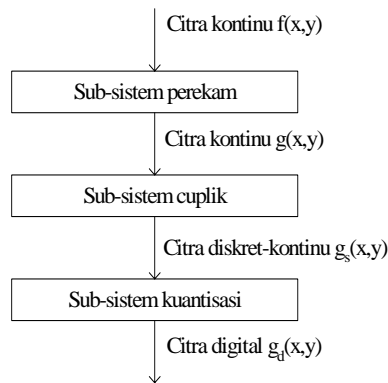 Citra kontinu f(x,y)
Sub-sistem perekam
Citra kontinu g(x,y)
Sub-sistem cuplik
Citra diskret-kontinu gₛ(x,y)
Sub-sistem kuantisasi
Citra digital g_d(x,y)